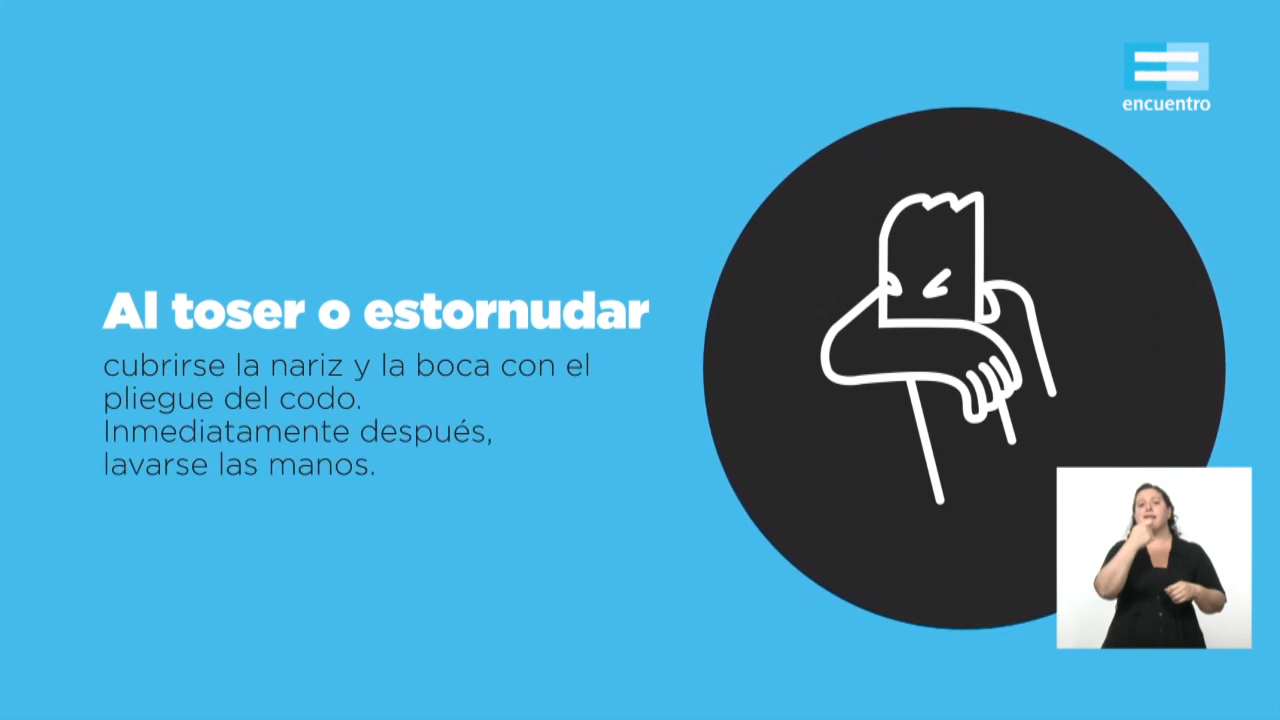 encuentro
Al toser o estornudar
cubrirse la nariz y la boca con el
pliegue del codo.
Inmediatamente después,
lavarse las manos.